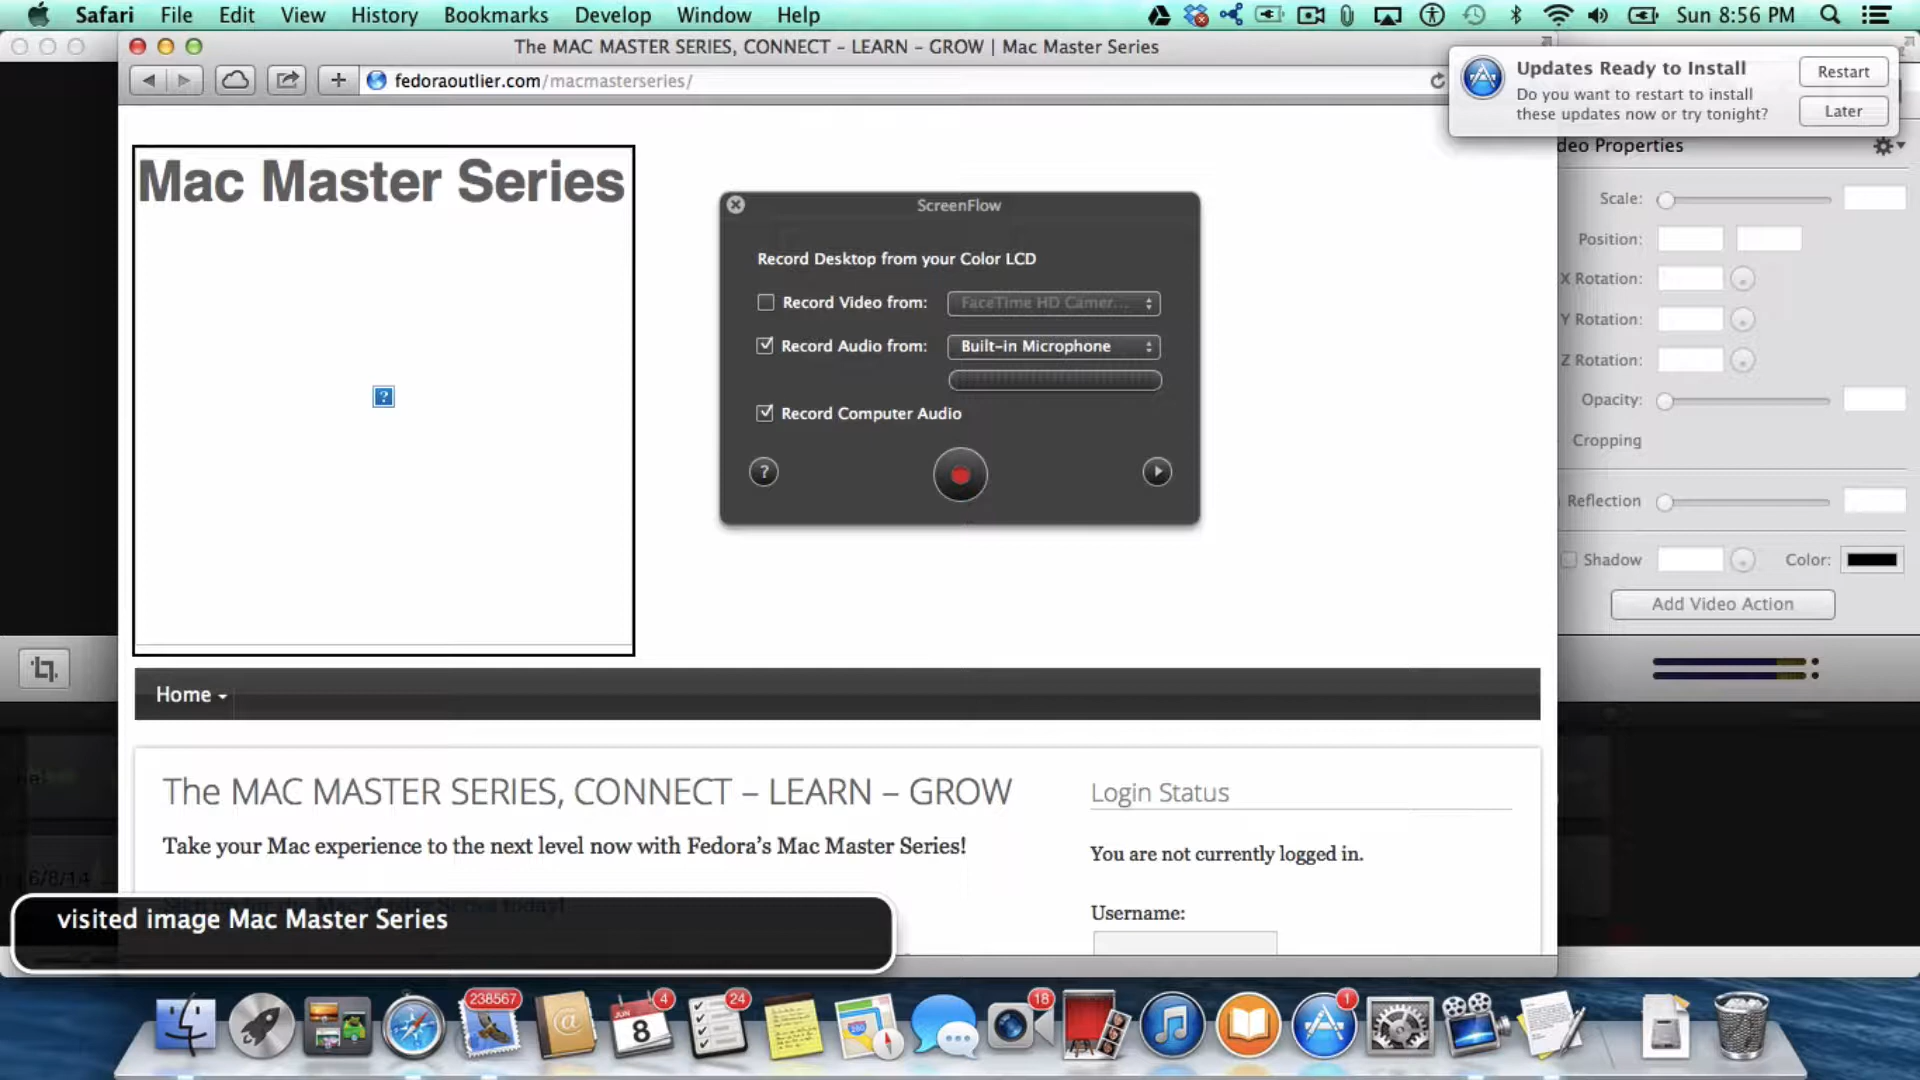 Safari File Edit View History Bookmarks Develop Window Help
Sun 8:56 PM
The MAC MASTER SERIES, CONNECT – LEARN – GROW | Mac Master Series
fedoraoutlier.com/macmasterseries/
Updates Ready to Install
Do you want to restart to install
these updates now or try tonight?
Restart
Later
Mac Master Series
?
ScreenFlow
Record Desktop from your Color LCD
Record Video from: FaceTime HD Camer...
Record Audio from: Built-in Microphone
Record Computer Audio
?
deo Properties
Scale:
Position:
X Rotation:
Y Rotation:
Z Rotation:
Opacity:
Cropping
Reflection
Shadow Color:
Add Video Action
Home
The MAC MASTER SERIES, CONNECT – LEARN – GROW
Take your Mac experience to the next level now with Fedora’s Mac Master Series!
Login Status
You are not currently logged in.
Username:
6/8/14
visited image Mac Master Series
238567
4
24
18
1
JUN
8